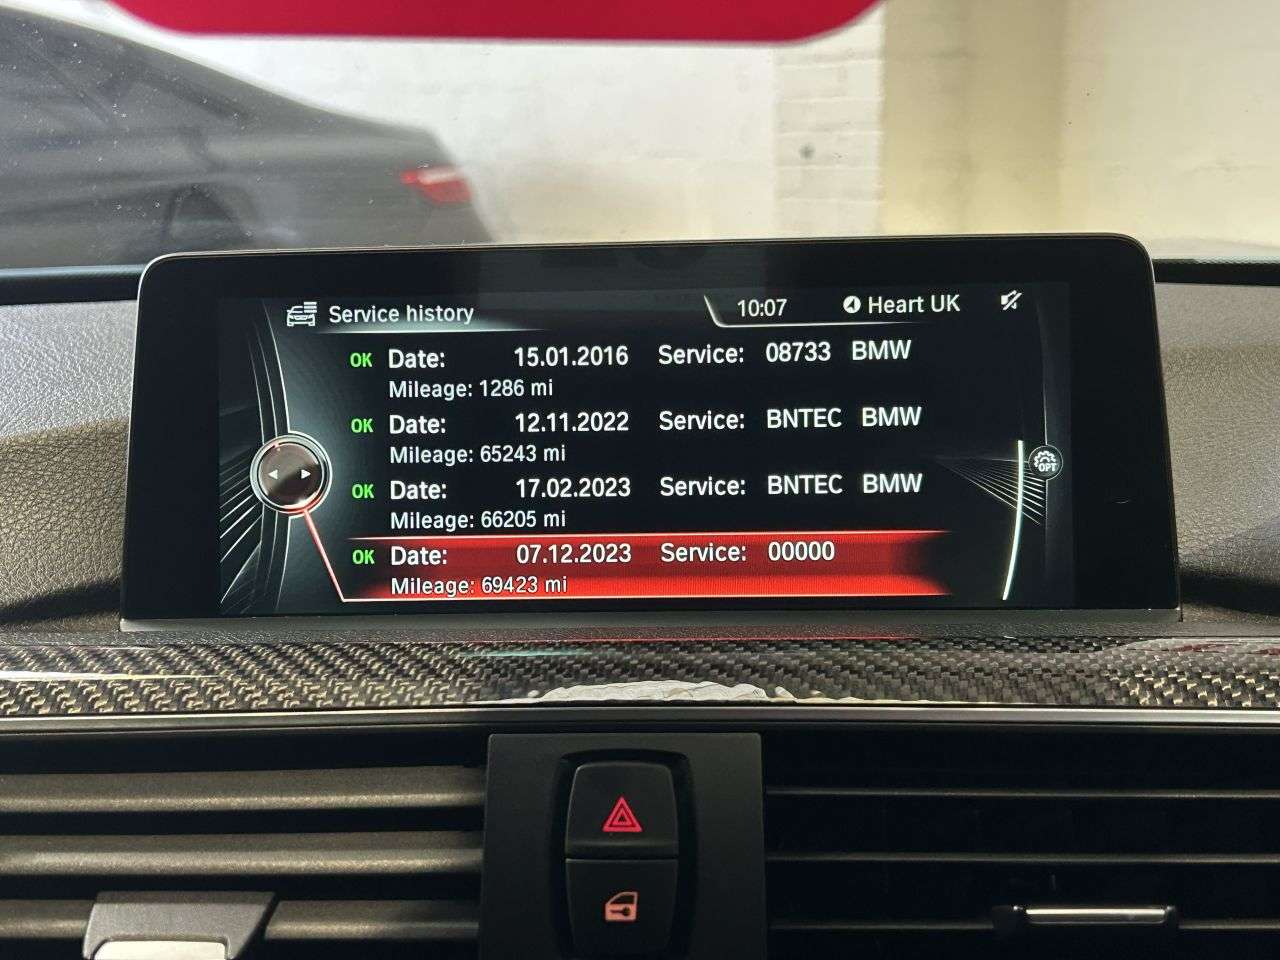 Service history 10:07 Heart UK
OK Date: 15.01.2016 Service: 08733 BMW
Mileage: 1286 mi
OK Date: 12.11.2022 Service: BNTEC BMW
Mileage: 65243 mi
OK Date: 17.02.2023 Service: BNTEC BMW
Mileage: 66205 mi
OK Date: 07.12.2023 Service: 00000
Mileage: 69423 mi
OPT